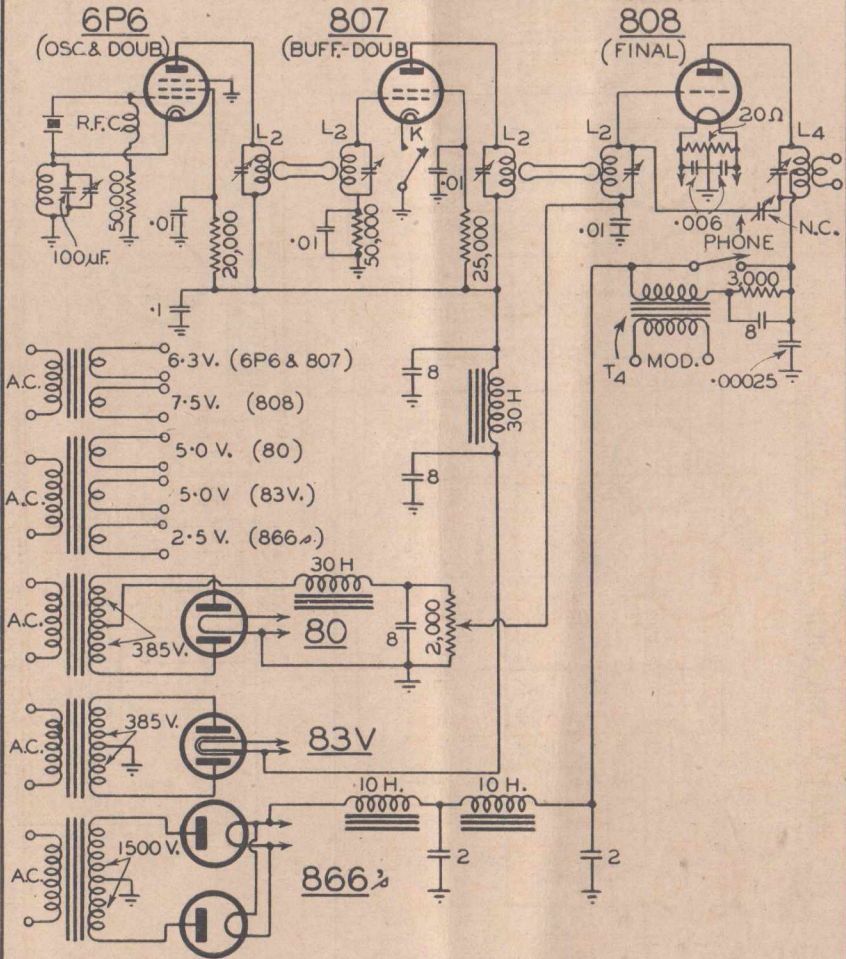 6P6
(OSC & DOUB)
807
(BUFF.-DOUB
808
(FINAL)
R.F.C.
50,000
100µF.
.01
20,000
L2
L2
K
.01
.01
50,000
25,000
L2
L2
20Ω
L4
.006
.01
N.C.
PHONE
3,000
8
T4
MOD.
.00025
.1
A.C.
6.3V. (6P6 & 807)
7.5V. (808)
8
30H
8
A.C.
5.0 V. (80)
5.0 V (83V.)
2.5 V. (866s.)
A.C.
385V.
80
30H
8
2,000
A.C.
385V.
83V
A.C.
1500 V.
866's
10 H.
10 H.
2
2